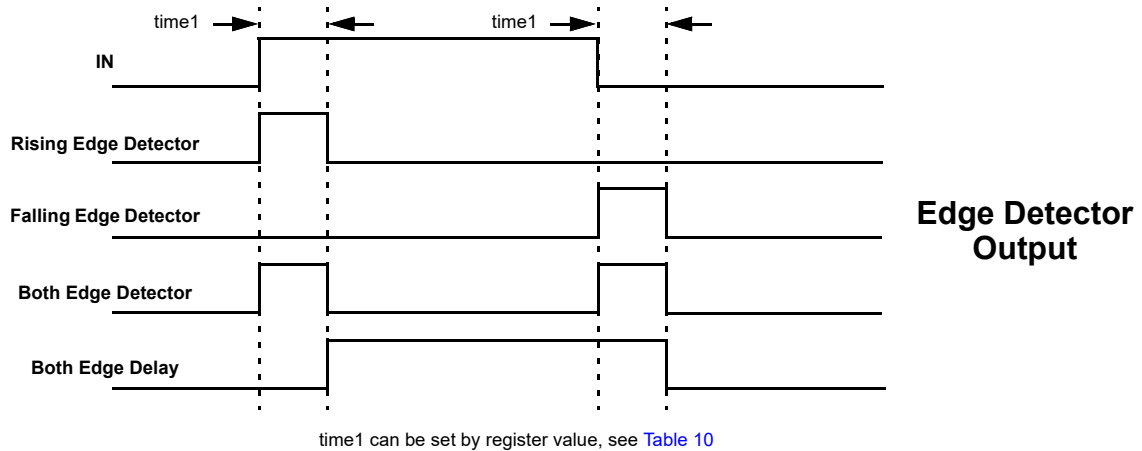 time1
time1
IN
Rising Edge Detector
Falling Edge Detector
Edge Detector
Output
Both Edge Detector
Both Edge Delay
time1 can be set by register value, see Table 10